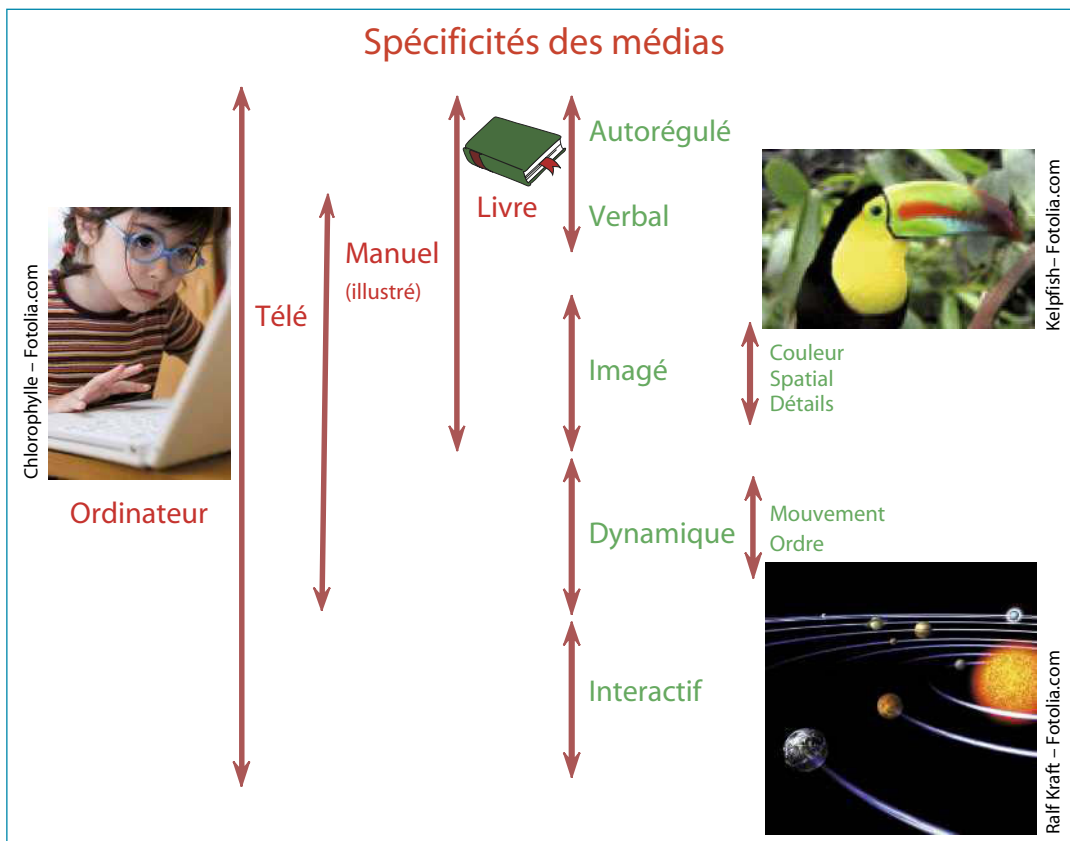 Spécificités des médias
Autorégulé
Livre
Verbal
Manuel
(illustré)
Télé
Imagé
Couleur
Spatial
Détails
Ordinateur
Dynamique
Mouvement
Ordre
Interactif
Chlorophylle – Fotolia.com
Kelpfish– Fotolia.com
Ralf Kraft – Fotolia.com